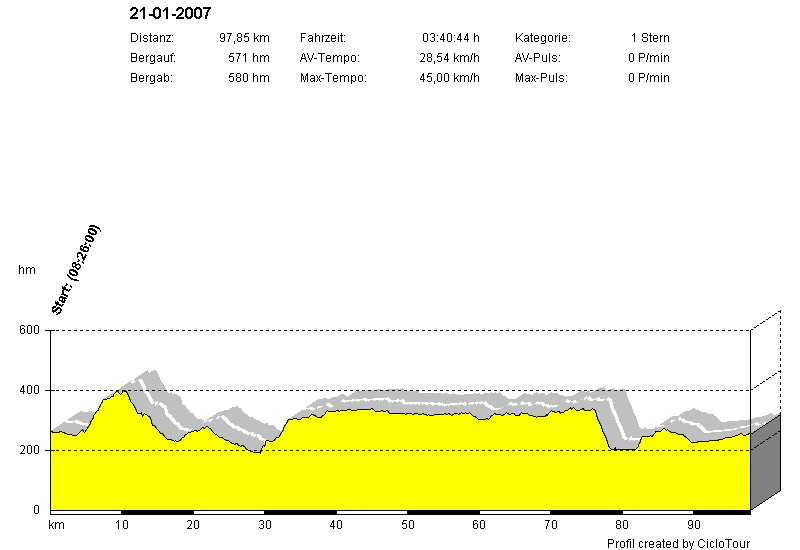 21-01-2007
Distanz: 97,85 km Fahrzeit: 03:40:44 h Kategorie: 1 Stern
Bergauf: 571 hm AV-Tempo: 28,54 km/h AV-Puls: 0 P/min
Bergab: 580 hm Max-Tempo: 45,00 km/h Max-Puls: 0 P/min
Start: (08:26:00)
hm
600
400
200
0
km 10 20 30 40 50 60 70 80 90
Profil created by CicloTour